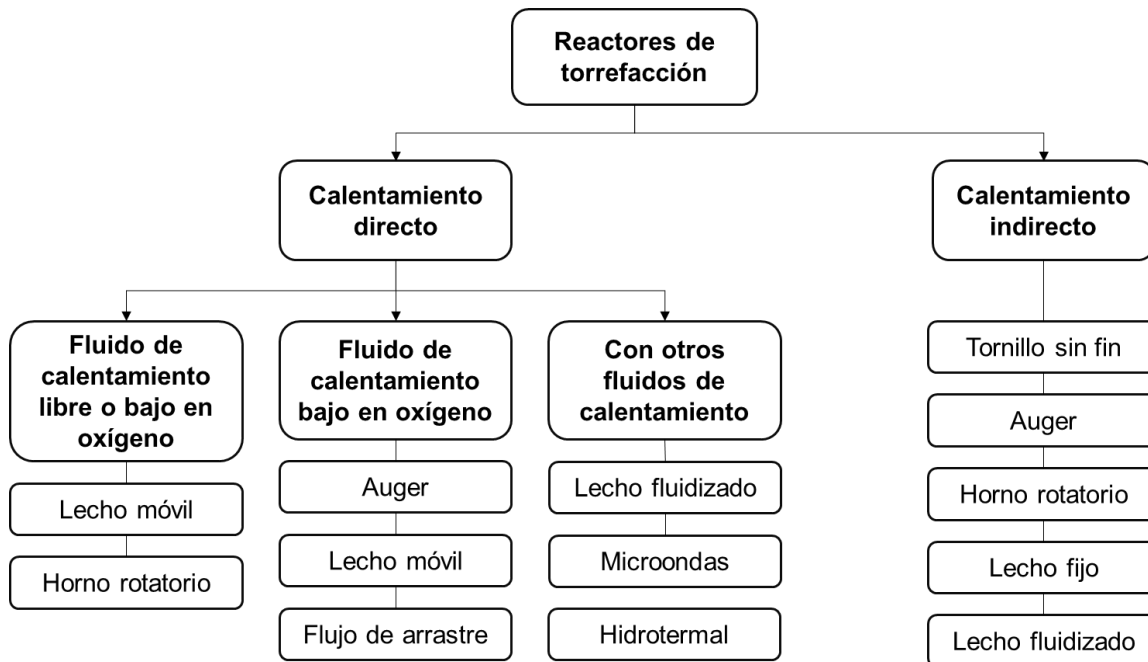 Reactores de
torrefacción
Calentamiento
directo
Calentamiento
indirecto
Fluido de
calentamiento
libre o bajo en
oxígeno
Fluido de
calentamiento
bajo en oxígeno
Con otros
fluidos de
calentamiento
Lecho móvil
Horno rotatorio
Auger
Lecho móvil
Flujo de arrastre
Lecho fluidizado
Microondas
Hidrotermal
Tornillo sin fin
Auger
Horno rotatorio
Lecho fijo
Lecho fluidizado